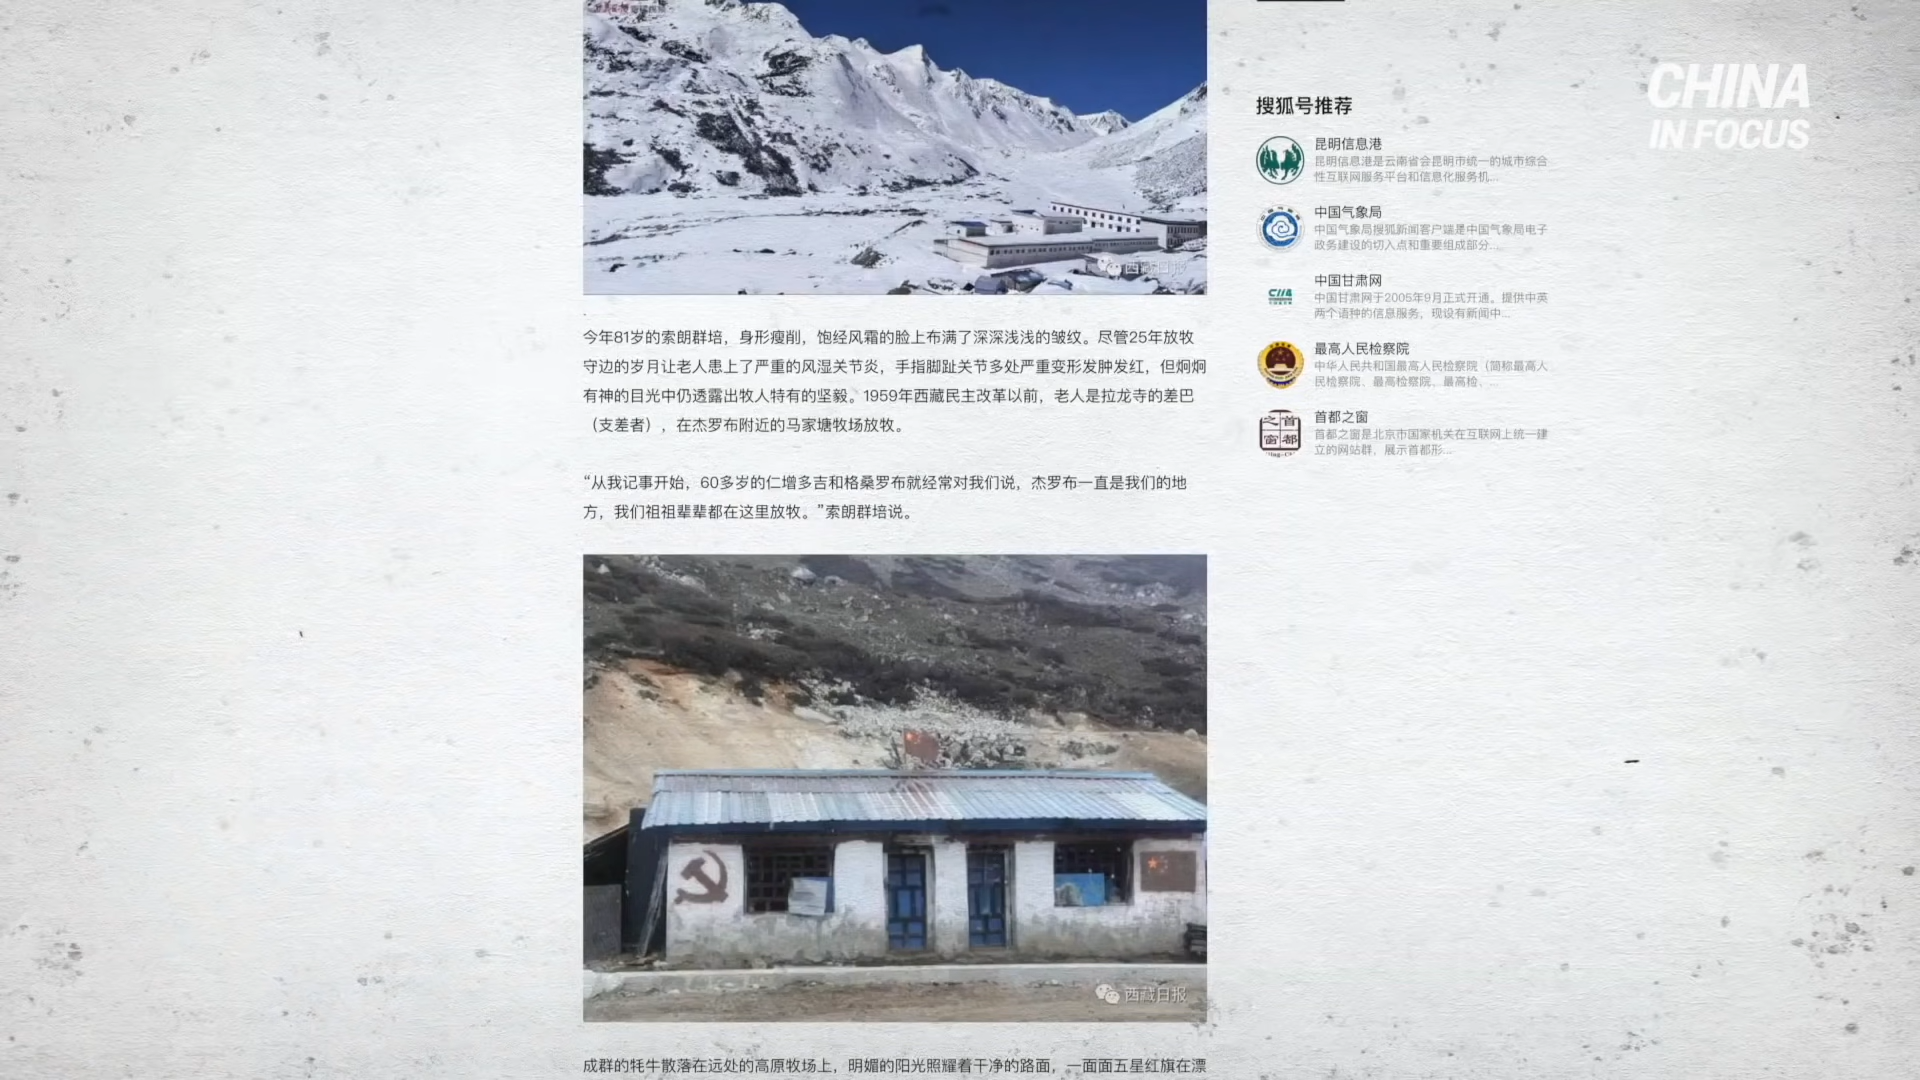 西藏日报
今年81岁的索朗群培，身形瘦削，饱经风霜的脸上布满了深深浅浅的皱纹。尽管25年放牧
守边的岁月让老人患上了严重的风湿关节炎，手指脚趾关节多处严重变形发肿发红，但炯炯
有神的目光中仍透露出牧人特有的坚毅。1959年西藏民主改革以前，老人是拉龙寺的差巴
（支差者），在杰罗布附近的马家塘牧场放牧。
“从我记事开始，60多岁的仁增多吉和格桑罗布就经常对我们说，杰罗布一直是我们的地
方，我们祖祖辈辈都在这里放牧。”索朗群培说。
西藏日报
成群的牦牛散落在远处的高原牧场上，明媚的阳光照耀着干净的路面，一面面五星红旗在漂
搜狐号推荐
昆明信息港
昆明信息港是云南省会昆明市统一的城市综合
性互联网服务平台和信息化服务机...
中国气象局
中国气象局搜狐新闻客户端是中国气象局电子
政务建设的切入点和重要组成部分...
中国甘肃网
中国甘肃网于2005年9月正式开通。提供中英
两个语种的信息服务，现设有新闻中...
最高人民检察院
中华人民共和国最高人民检察院（简称最高人
民检察院、最高检察院、最高检、...
首都之窗
首都之窗
首都之窗是北京市国家机关在互联网上统一建
立的网站群，展示首都形...
CHINA
IN FOCUS